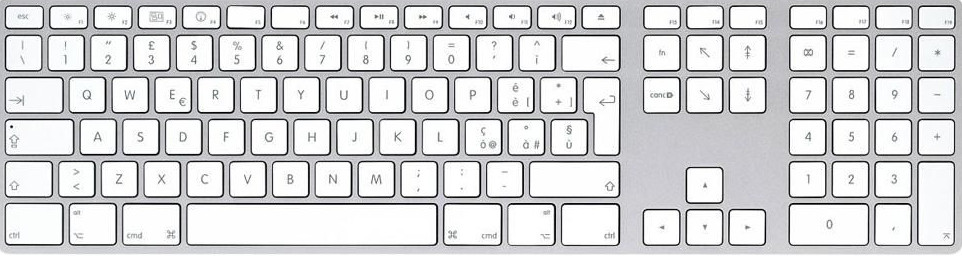 esc F1 F2 F3 F4 F5 F6 F7 F8 F9 F10 F11 F12 F13 F14 F15 F16 F17 F18 F19
| ! " £ $ % & / ( ) = ? ^
\ 1 2 3 4 5 6 7 8 9 0 ' ì fn = / *
Q W E € R T Y U I O P é è [ * + ] canc 7 8 9 -
A S D F G H J K L ç ò @ ° à # § ù 4 5 6 +
> < Z X C V B N M ; , : . _ - 1 2 3
ctrl alt cmd ⌘ ⌘ cmd alt ctrl 0 ,